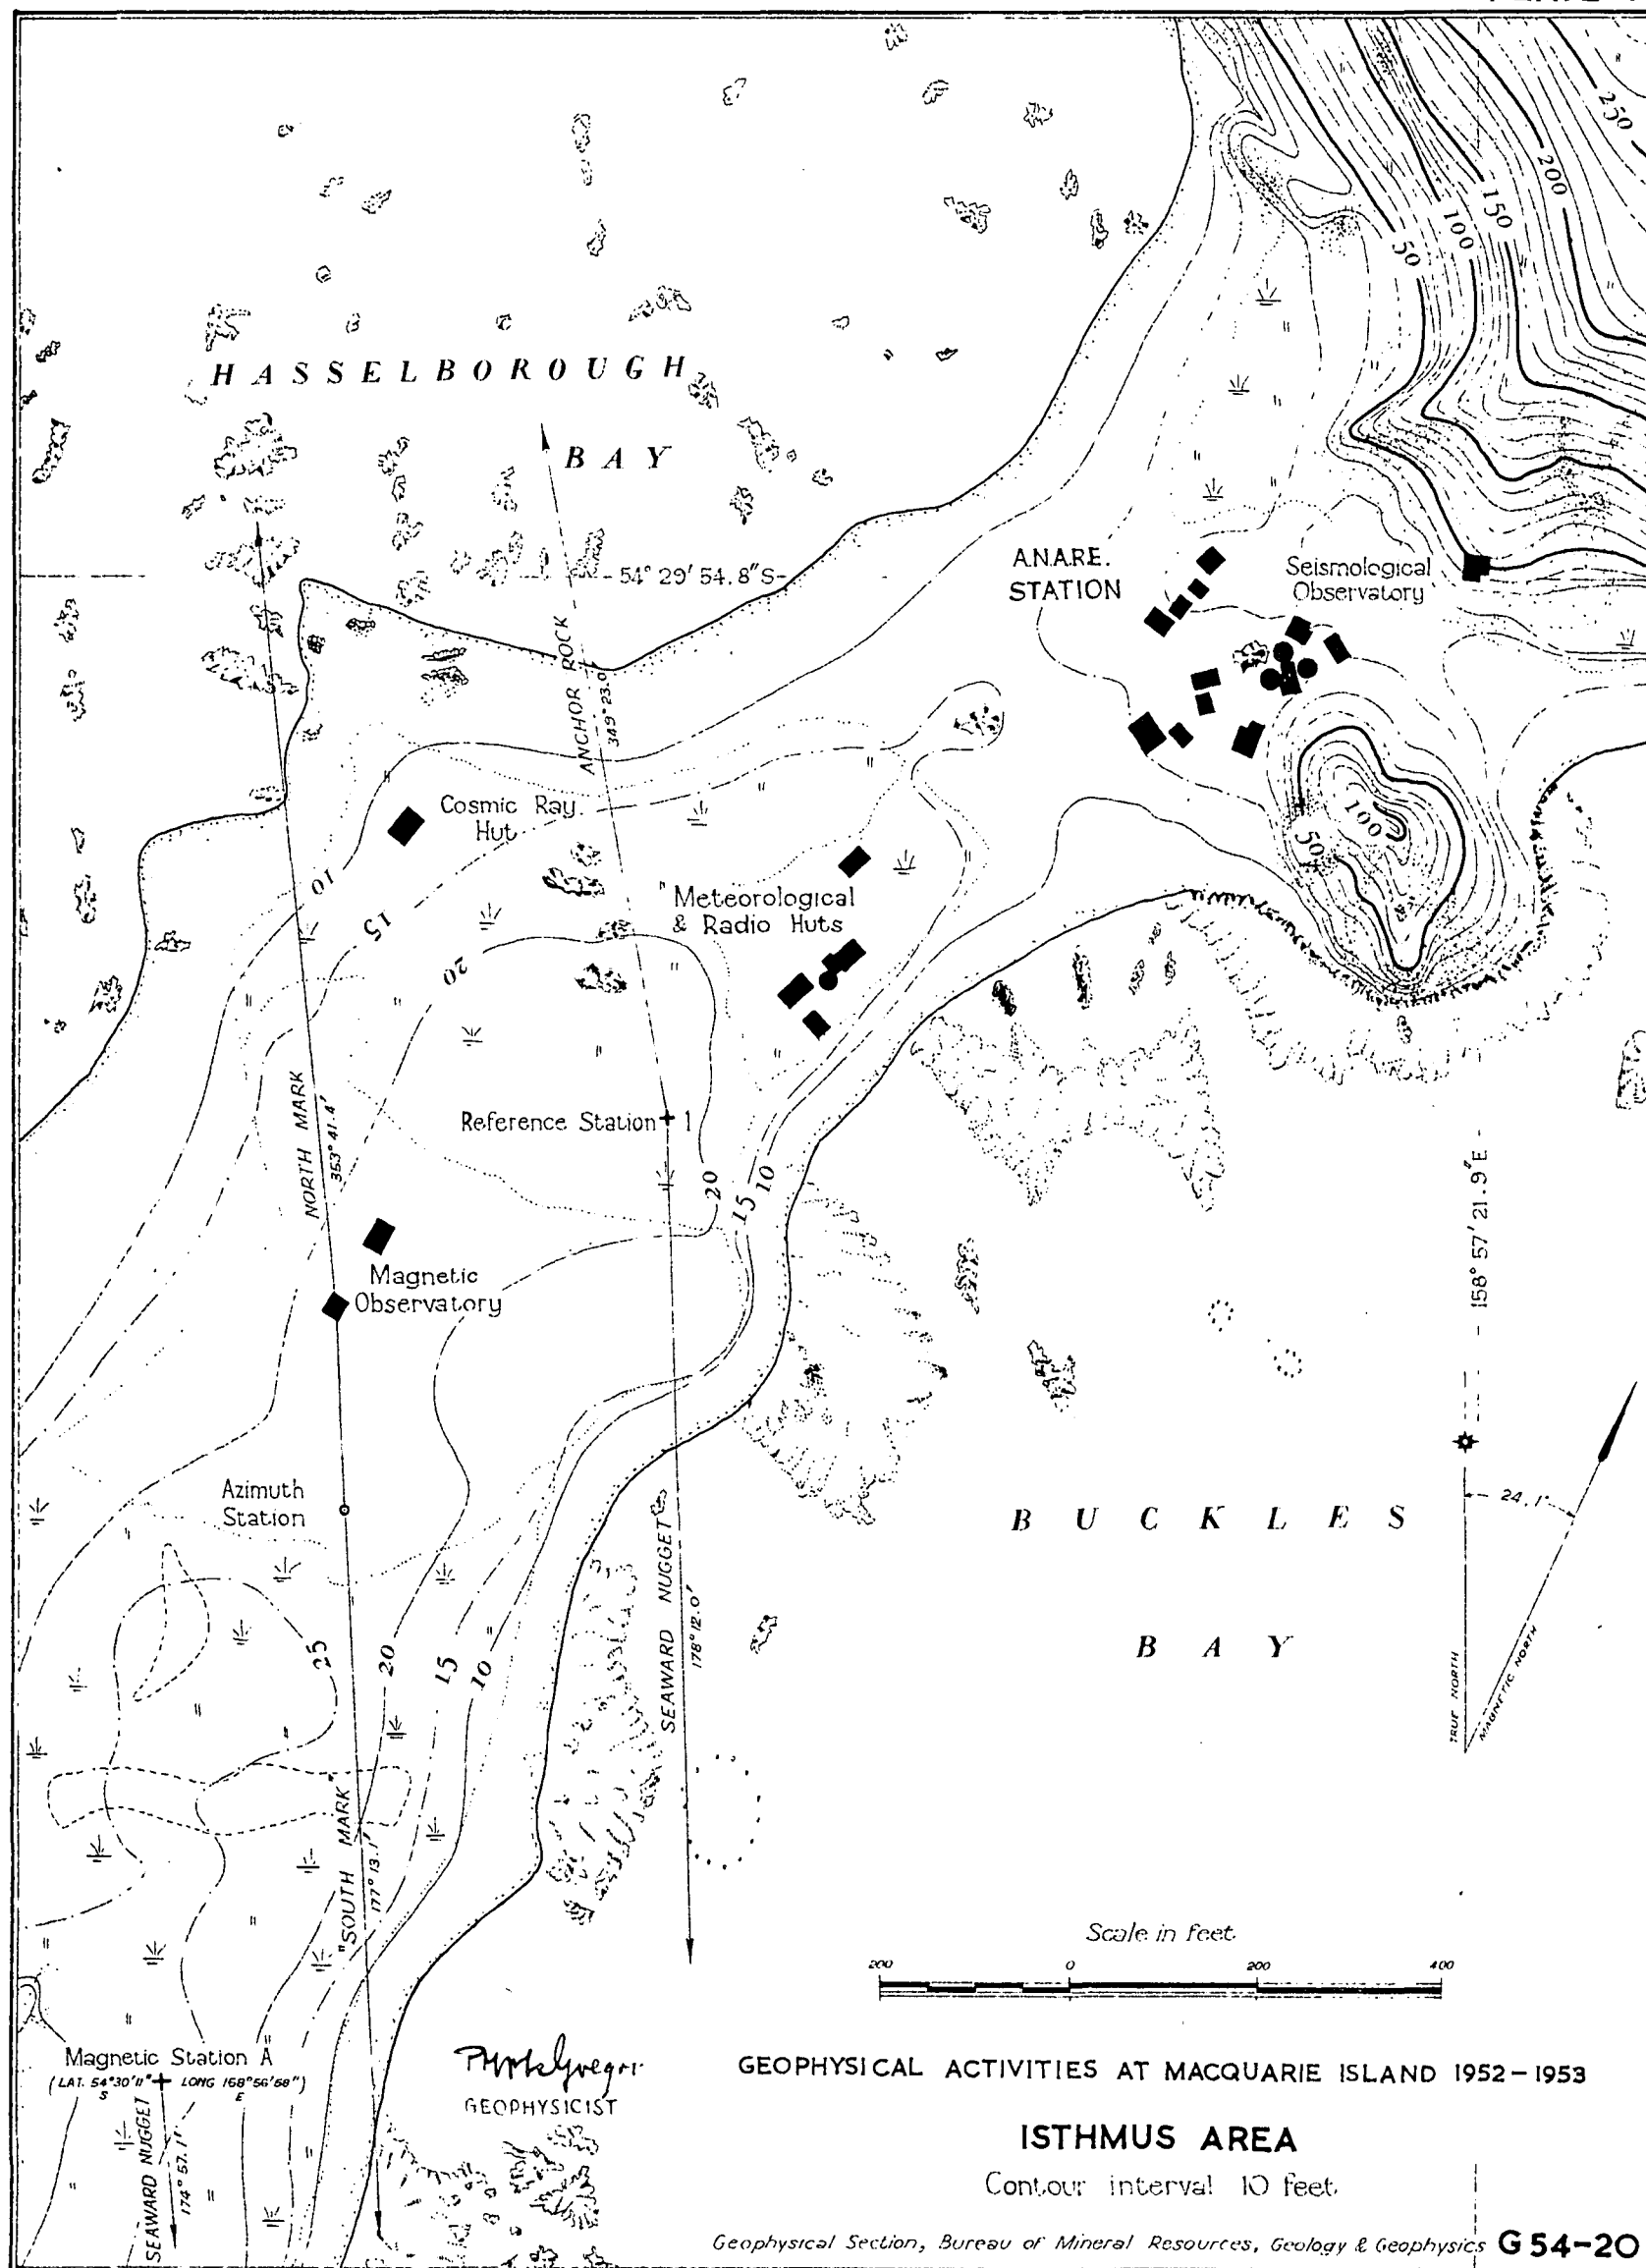 250
200
150
100
50
HASSELBOROUGH
BAY
54° 29' 54.8" S
A.N.A.R.E.
STATION
Seismological
Observatory
ANCHOR ROCK
349° 23.0'
Cosmic Ray
Hut
100
50
10
15
20
Meteorological
& Radio Huts
NORTH MARK
353° 41.4'
Reference Station 1
20
15
10
158° 57' 21.9" E
Magnetic
Observatory
Azimuth
Station
24.1°
BUCKLES
BAY
SEAWARD NUGGET
178° 12.0'
TRUE NORTH
MAGNETIC NORTH
25
20
15
10
"SOUTH MARK"
177° 13.1'
Scale in feet
200 0 200 400
Magnetic Station A
(LAT. 54°30'11" LONG 158°56'58")
S E
SEAWARD NUGGET
174° 57.1'
GEOPHYSICIST
GEOPHYSICAL ACTIVITIES AT MACQUARIE ISLAND 1952-1953
ISTHMUS AREA
Contour interval 10 feet
Geophysical Section, Bureau of Mineral Resources, Geology & Geophysics G54-20